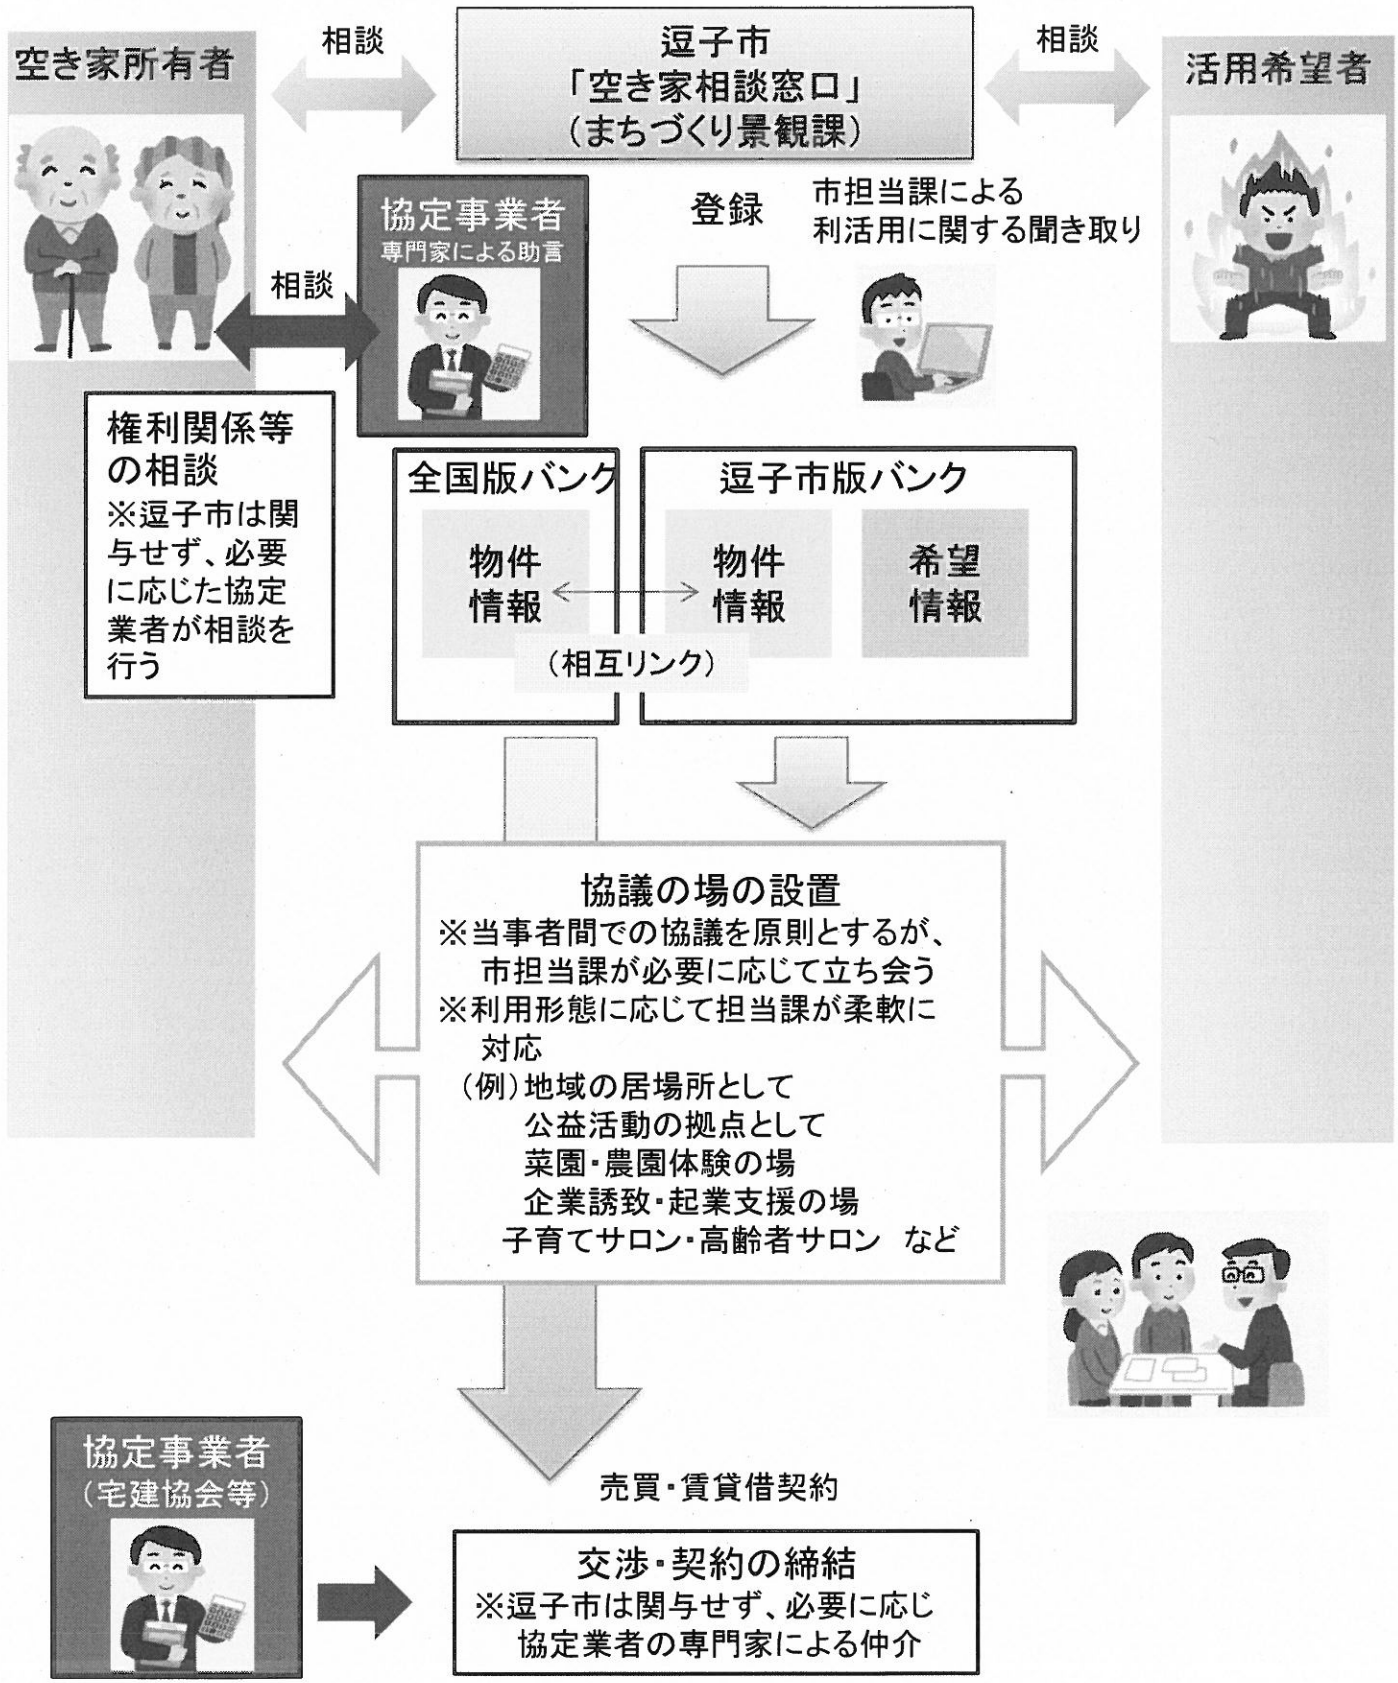 空き家所有者
相談
逗子市
「空き家相談窓口」
(まちづくり景観課)
相談
活用希望者
協定事業者
専門家による助言
相談
登録
市担当課による
利活用に関する聞き取り
権利関係等
の相談
※逗子市は関
与せず、必要
に応じた協定
業者が相談を
行う
全国版バンク
物件
情報
逗子市版バンク
物件
情報
希望
情報
(相互リンク)
協議の場の設置
※当事者間での協議を原則とするが、
市担当課が必要に応じて立ち会う
※利用形態に応じて担当課が柔軟に
対応
(例)地域の居場所として
公益活動の拠点として
菜園・農園体験の場
企業誘致・起業支援の場
子育てサロン・高齢者サロン など
協定事業者
(宅建協会等)
売買・賃貸借契約
交渉・契約の締結
※逗子市は関与せず、必要に応じ
協定業者の専門家による仲介